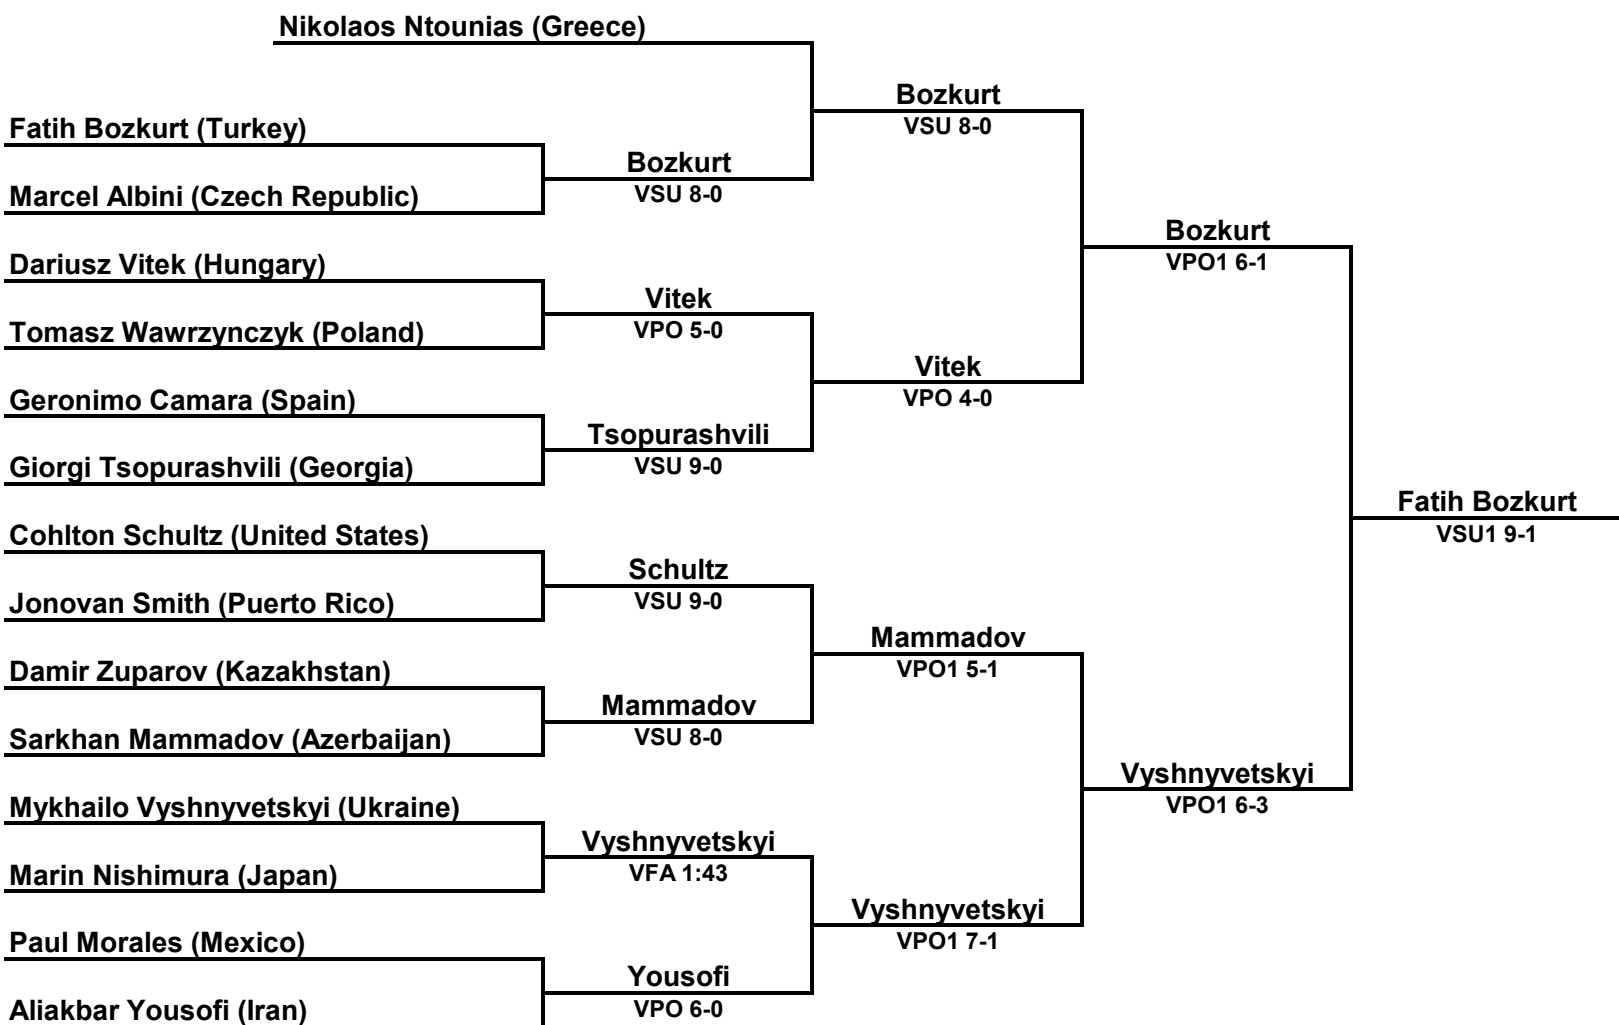 Nikolaos Ntounias (Greece)
Fatih Bozkurt (Turkey)
Marcel Albini (Czech Republic)
Dariusz Vitek (Hungary)
Tomasz Wawrzynczyk (Poland)
Geronimo Camara (Spain)
Giorgi Tsopurashvili (Georgia)
Cohlton Schultz (United States)
Jonovan Smith (Puerto Rico)
Damir Zuparov (Kazakhstan)
Sarkhan Mammadov (Azerbaijan)
Mykhailo Vyshnyvetskyi (Ukraine)
Marin Nishimura (Japan)
Paul Morales (Mexico)
Aliakbar Yousofi (Iran)
Bozkurt
VSU 8-0
Vitek
VPO 5-0
Tsopurashvili
VSU 9-0
Schultz
VSU 9-0
Mammadov
VSU 8-0
Vyshnyvetskyi
VFA 1:43
Yousofi
VPO 6-0
Bozkurt
VSU 8-0
Vitek
VPO 4-0
Mammadov
VPO1 5-1
Vyshnyvetskyi
VPO1 7-1
Bozkurt
VPO1 6-1
Vyshnyvetskyi
VPO1 6-3
Fatih Bozkurt
VSU1 9-1